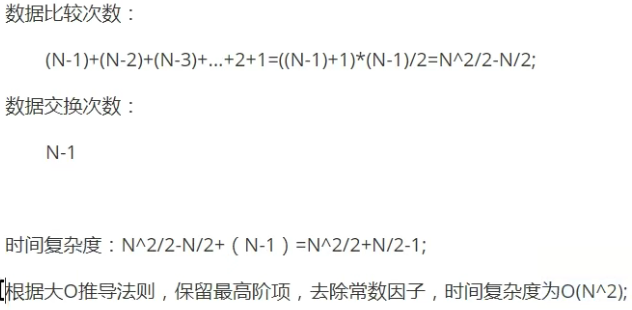 数据比较次数：
(N-1)+(N-2)+(N-3)+...+2+1=((N-1)+1)*(N-1)/2=N^2/2-N/2;
数据交换次数：
N-1
时间复杂度：N^2/2-N/2+（N-1）=N^2/2+N/2-1;
根据大O推导法则，保留最高阶项，去除常数因子，时间复杂度为O(N^2);